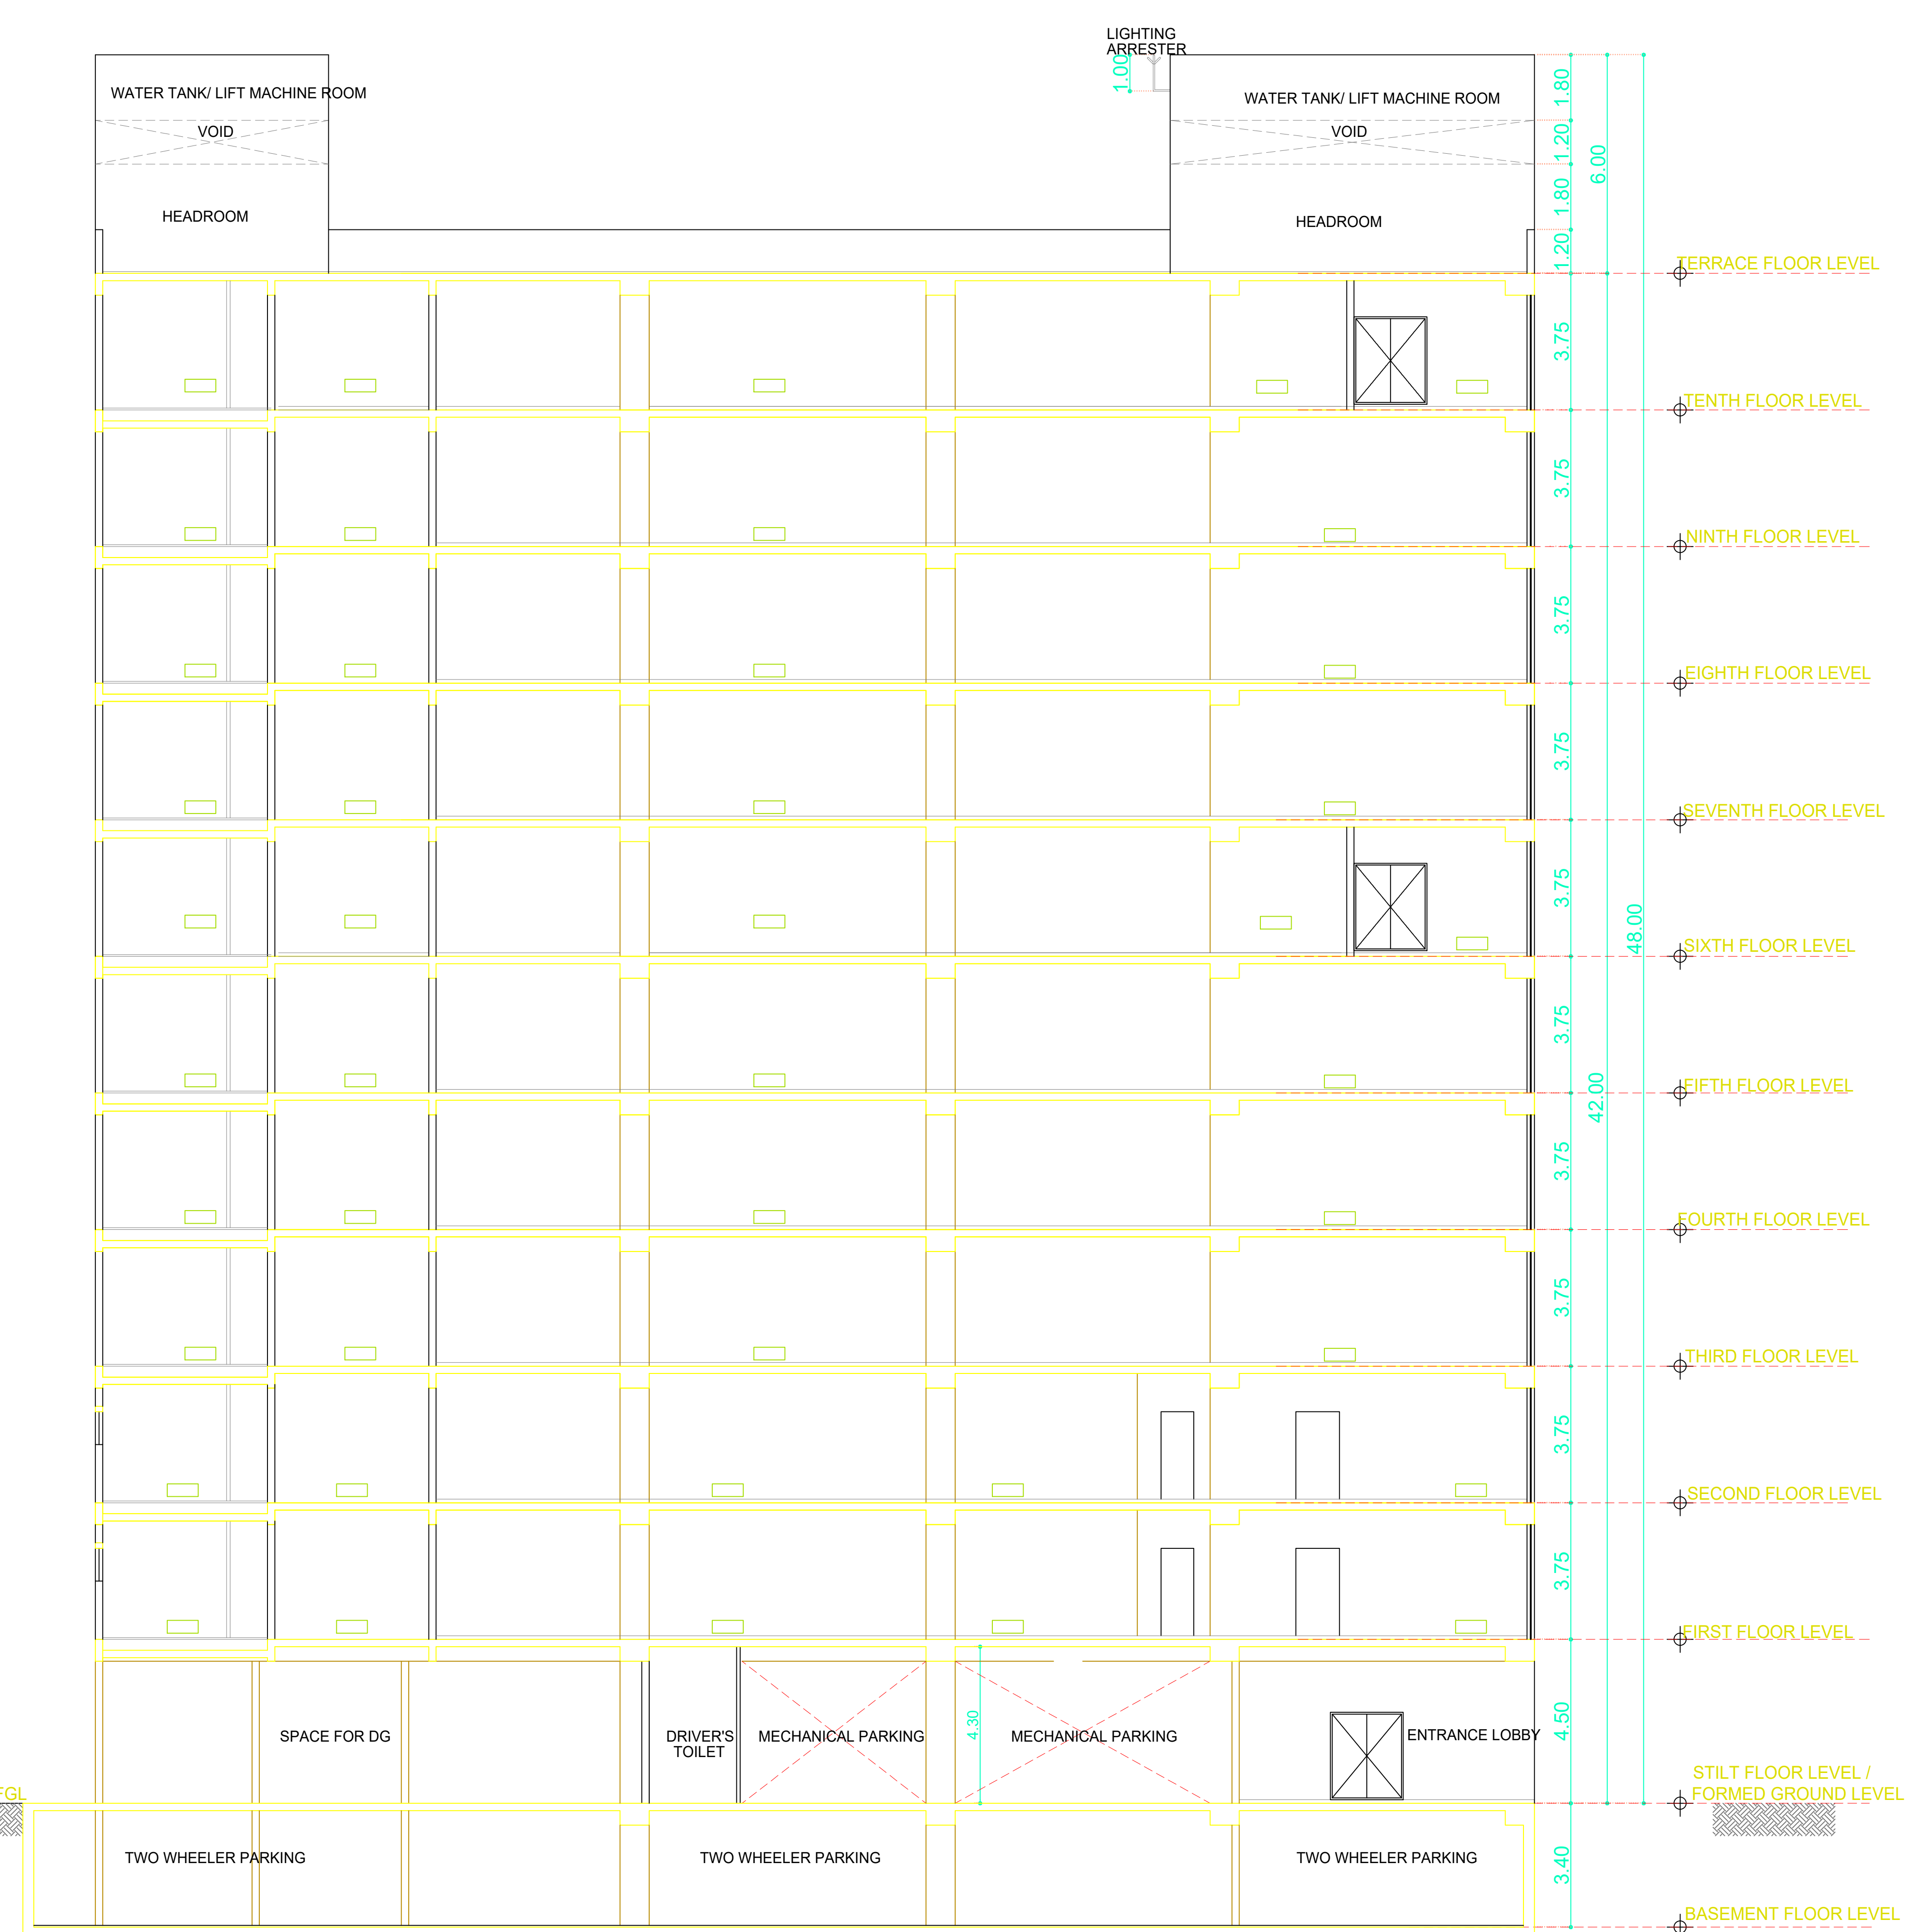 LIGHTING
ARRESTER
1.00
WATER TANK/ LIFT MACHINE ROOM
WATER TANK/ LIFT MACHINE ROOM
1.80
VOID
VOID
1.20
6.00
HEADROOM
HEADROOM
1.80
1.20
TERRACE FLOOR LEVEL
3.75
TENTH FLOOR LEVEL
3.75
NINTH FLOOR LEVEL
3.75
EIGHTH FLOOR LEVEL
3.75
SEVENTH FLOOR LEVEL
3.75
48.00
SIXTH FLOOR LEVEL
3.75
FIFTH FLOOR LEVEL
42.00
3.75
FOURTH FLOOR LEVEL
3.75
THIRD FLOOR LEVEL
3.75
SECOND FLOOR LEVEL
3.75
FIRST FLOOR LEVEL
SPACE FOR DG
DRIVER'S
TOILET
MECHANICAL PARKING
4.30
MECHANICAL PARKING
ENTRANCE LOBBY
4.50
STILT FLOOR LEVEL /
FORMED GROUND LEVEL
FGL
TWO WHEELER PARKING
TWO WHEELER PARKING
TWO WHEELER PARKING
3.40
BASEMENT FLOOR LEVEL